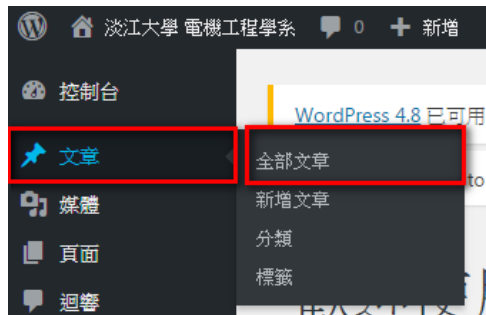 淡江大學 電機工程學系 0 新增
控制台
WordPress 4.8 已可用
文章
全部文章
to
新增文章
媒體
分類
頁面
標籤
迴響